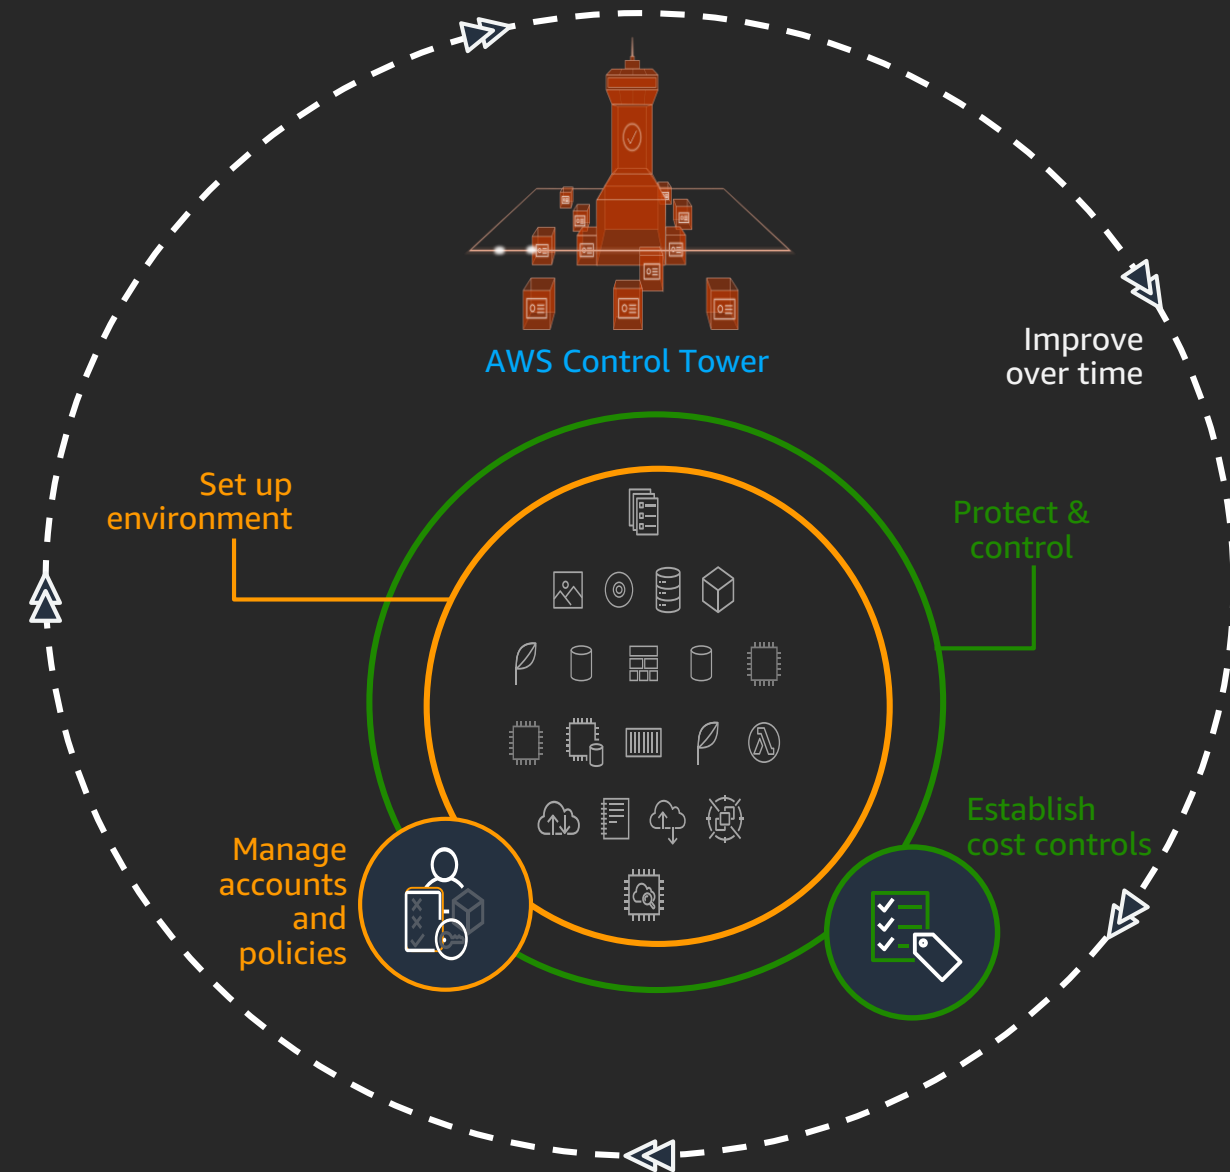 AWS Control Tower
Improve
over time
Set up
environment
Protect &
control
Establish
cost controls
Manage
accounts
and
policies